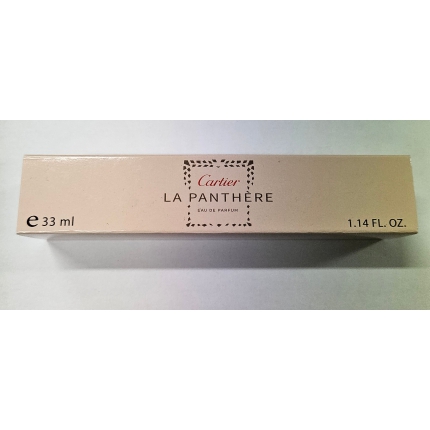 Cartier
LA PANTHÈRE
EAU DE PARFUM
e 33 ml
1.14 FL. OZ.